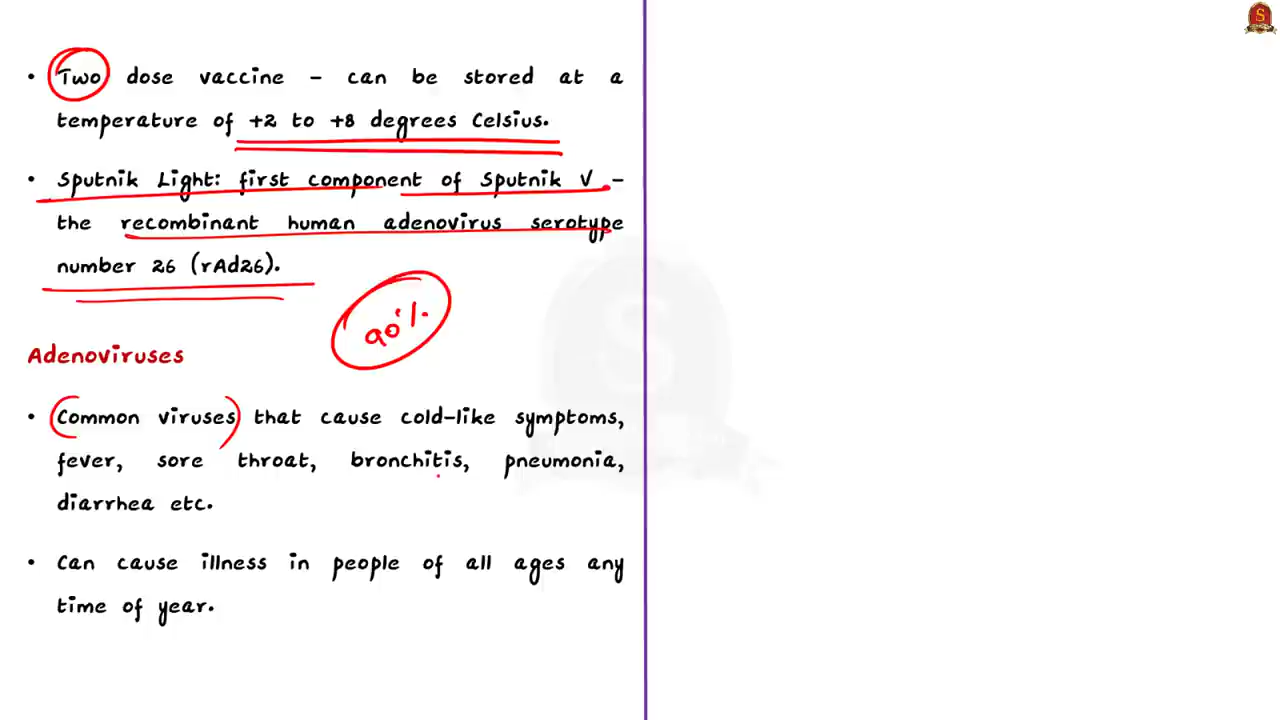 • Two dose vaccine – can be stored at a
temperature of +2 to +8 degrees Celsius.
• Sputnik Light: first component of Sputnik V –
the recombinant human adenovirus serotype
number 26 (rAd26).
90%
Adenoviruses
• Common viruses that cause cold-like symptoms,
fever, sore throat, bronchitis, pneumonia,
diarrhea etc.
• Can cause illness in people of all ages any
time of year.